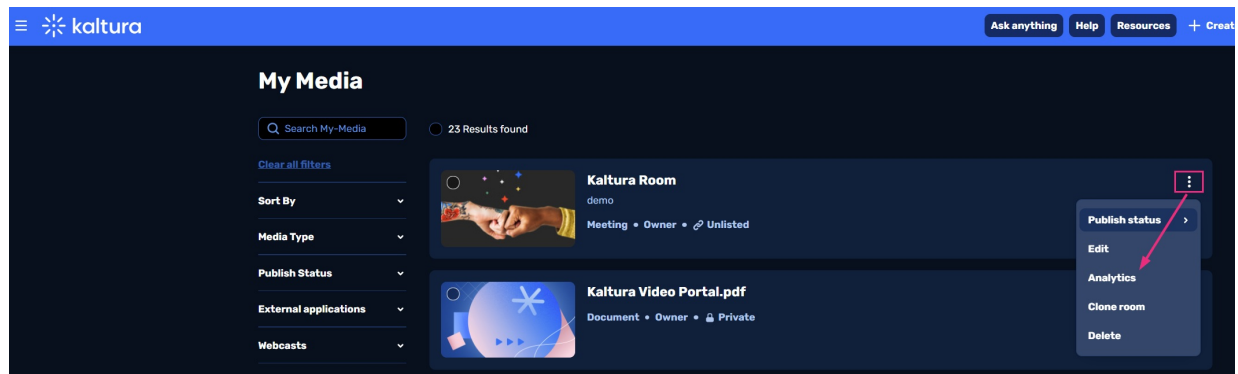 kaltura
Ask anything Help Resources + Creat
My Media
Search My-Media
23 Results found
Clear all filters
Sort By
Media Type
Publish Status
External applications
Webcasts
Kaltura Room
demo
Meeting • Owner • Unlisted
Publish status
Edit
Analytics
Clone room
Delete
Kaltura Video Portal.pdf
Document • Owner • Private